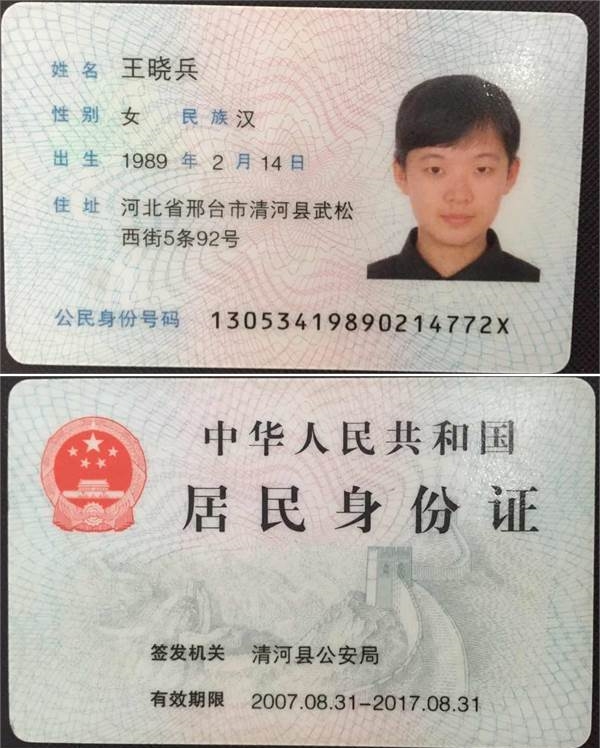 姓名 王晓兵
性别 女 民族 汉
出生 1989 年 2 月 14 日
住址 河北省邢台市清河县武松
西街5条92号
公民身份号码 13053419890214772X
中华人民共和国
居民身份证
签发机关 清河县公安局
有效期限 2007.08.31-2017.08.31